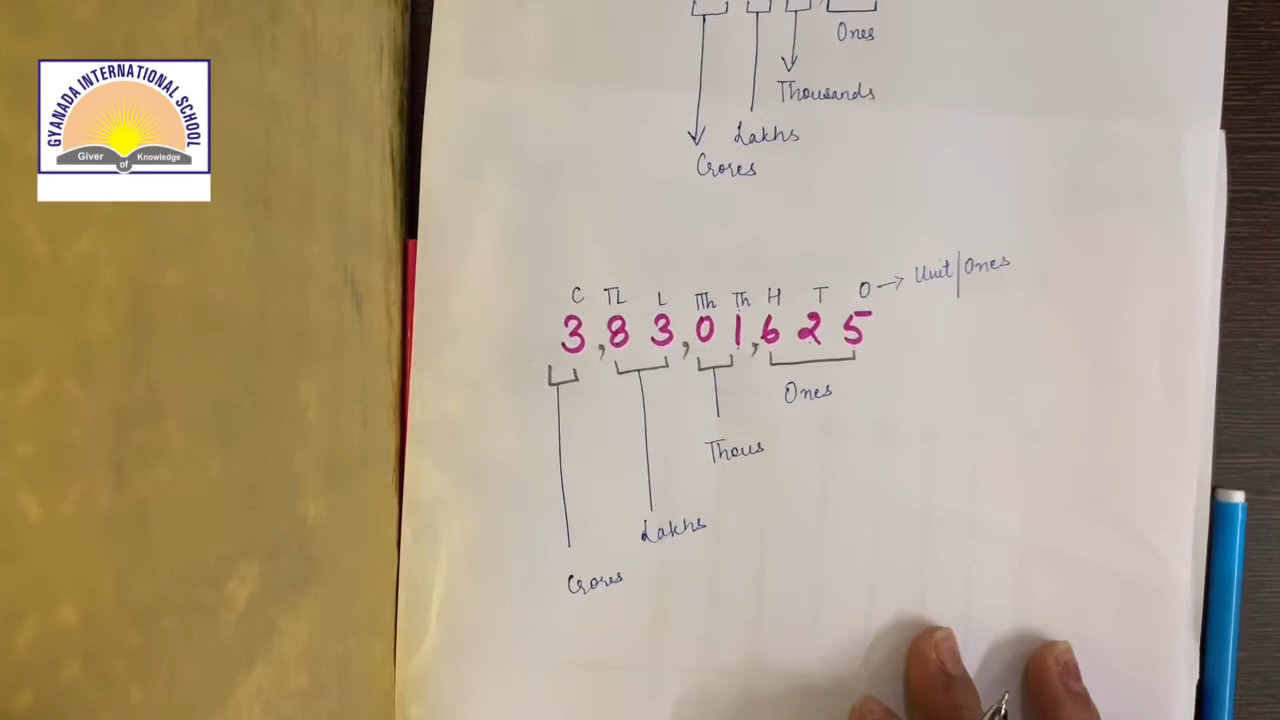 GYANADA INTERNATIONAL SCHOOL
Giver of Knowledge
Ones
Thousands
Lakhs
Crores
C TL L TTh Th H T O → Unit/Ones
3,83,01,625
Ones
Thous
Lakhs
Crores